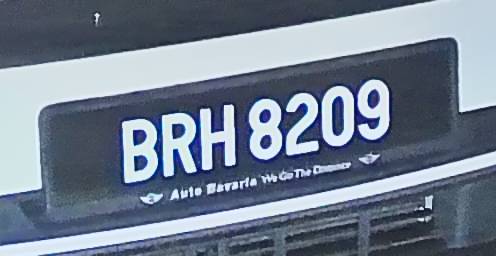 BRH 8209
Auto Bavaria We Go The Distance